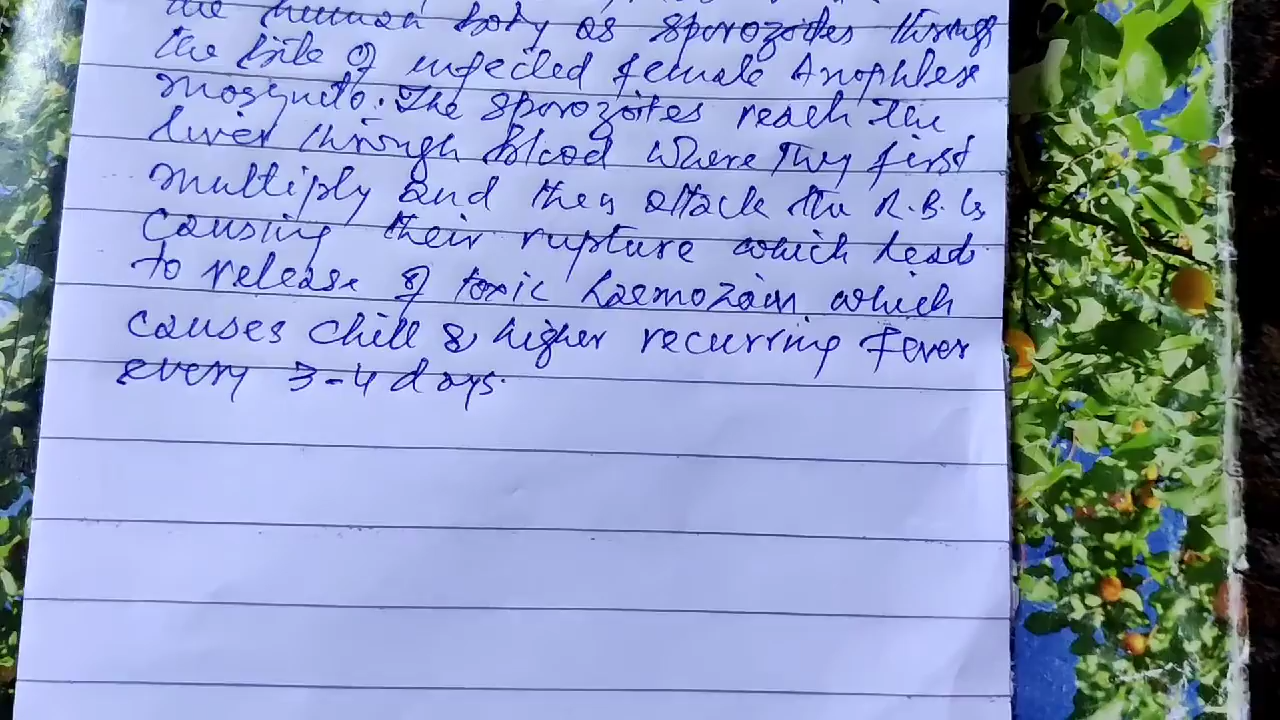 the human body as sporozoites through
the bite of infected female Anophlese
mosquito. The sporozoites reach the
liver through blood where they first
multiply and then attack the R.B.Cs
causing their rupture which leads
to release of toxic haemozoin which
causes chill & higher recurring fever
every 3-4 days.